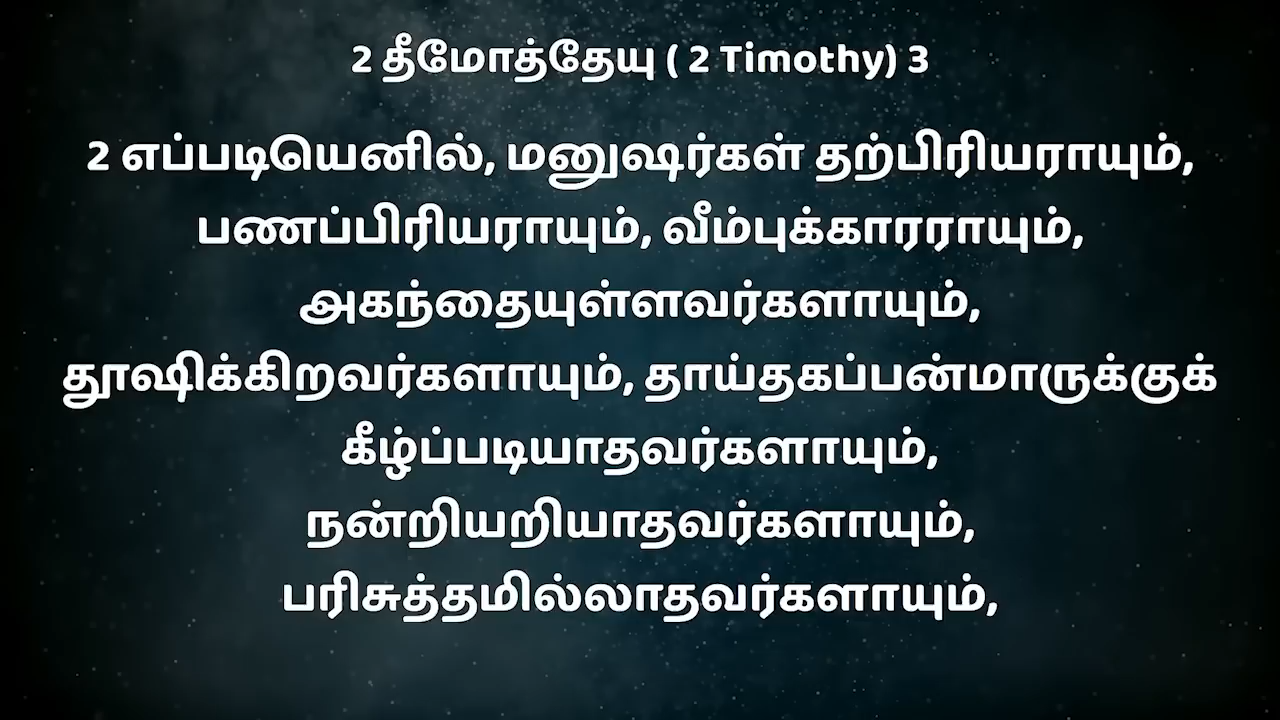 2 தீமோத்தேயு ( 2 Timothy) 3
2 எப்படியெனில், மனுஷர்கள் தற்பிரியராயும்,
பணப்பிரியராயும், வீம்புக்காரராயும்,
அகந்தையுள்ளவர்களாயும்,
தூஷிக்கிறவர்களாயும், தாய்தகப்பன்மாருக்குக்
கீழ்ப்படியாதவர்களாயும்,
நன்றியறியாதவர்களாயும்,
பரிசுத்தமில்லாதவர்களாயும்,